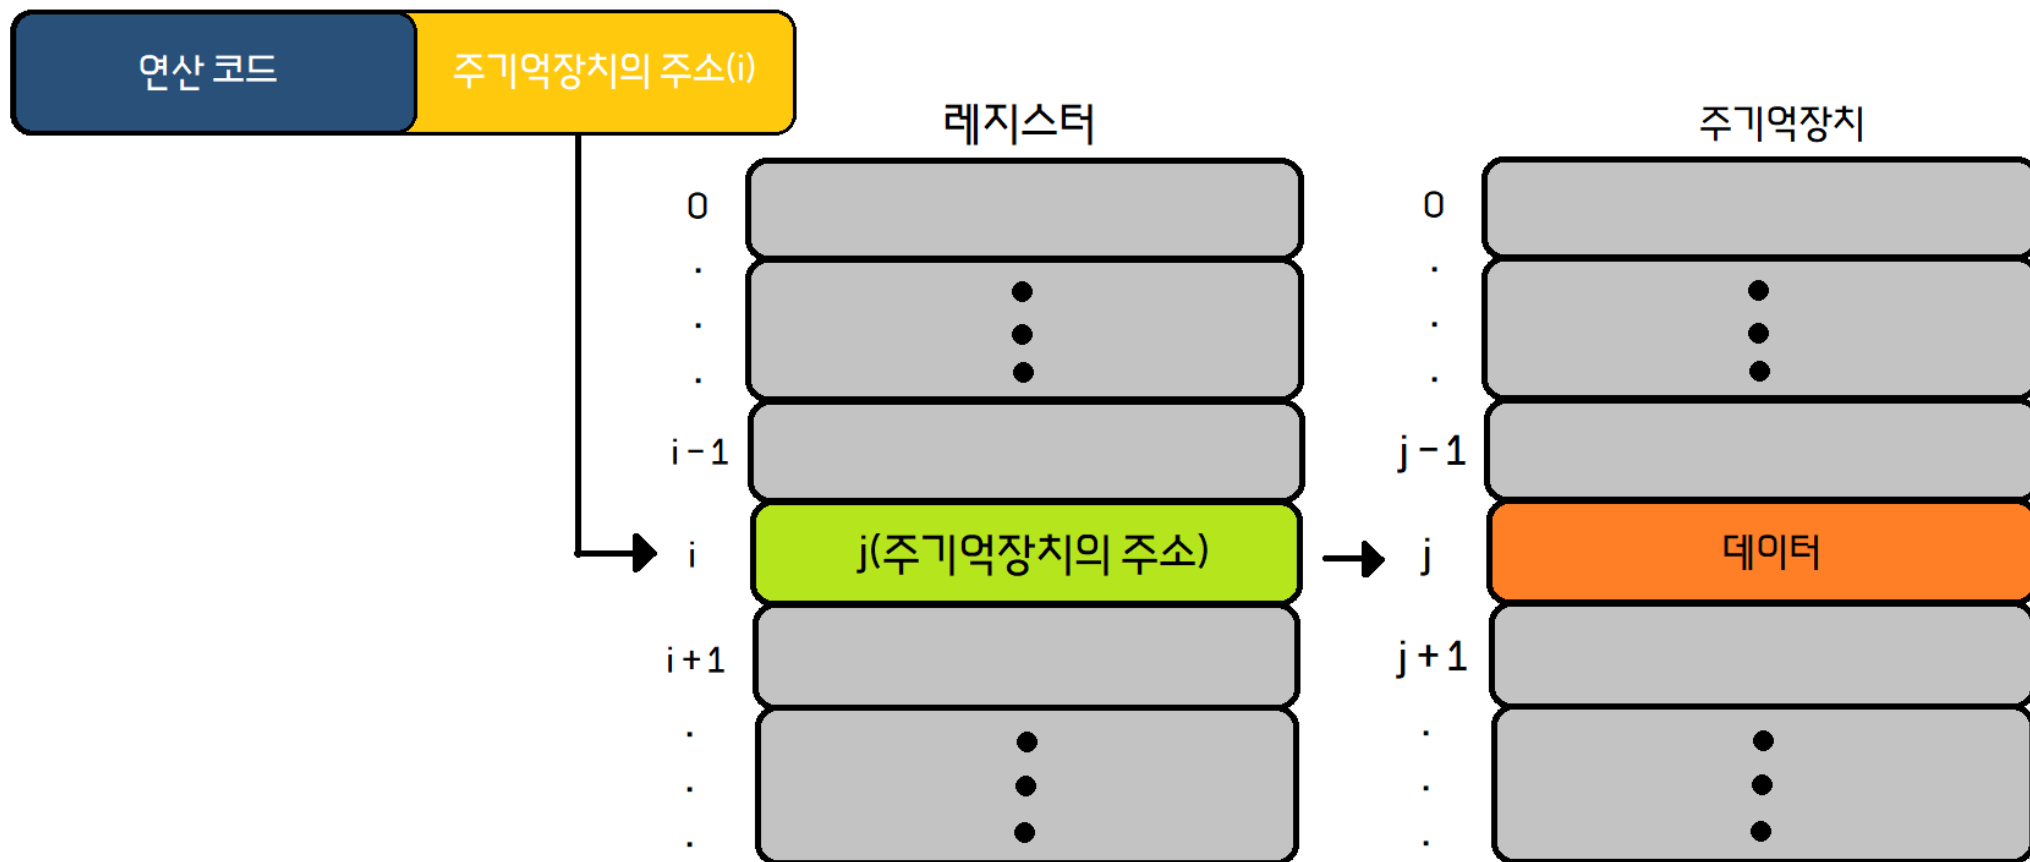 연산 코드 주기억장치의 주소(i)
레지스터 주기억장치
0 0
. .
. .
. .
i-1 j-1
i j(주기억장치의 주소) j 데이터
i+1 j+1
. .
. .
. .